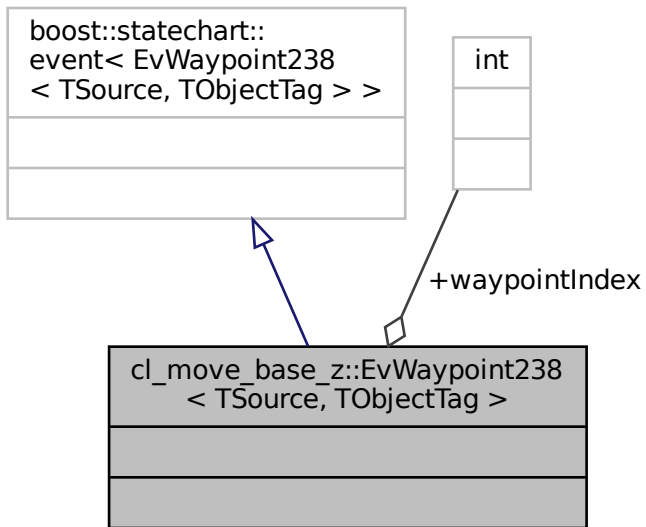 boost::statechart::
event< EvWaypoint238
< TSource, TObjectTag > >
int
+waypointIndex
cl_move_base_z::EvWaypoint238
< TSource, TObjectTag >